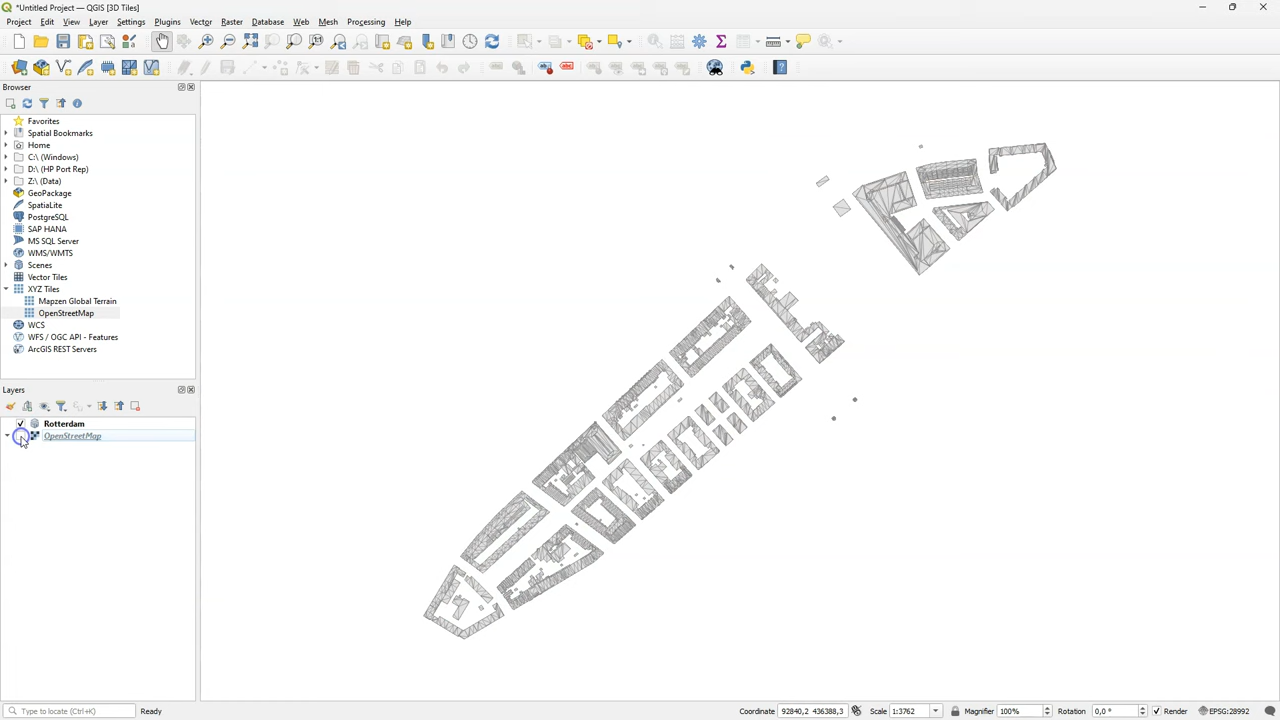 *Untitled Project — QGIS [3D Tiles]
Project Edit View Layer Settings Plugins Vector Raster Database Web Mesh Processing Help
Browser
Favorites
Spatial Bookmarks
Home
C:\ (Windows)
D:\ (HP Port Rep)
Z:\ (Data)
GeoPackage
SpatiaLite
PostgreSQL
SAP HANA
MS SQL Server
WMS/WMTS
Scenes
Vector Tiles
XYZ Tiles
Mapzen Global Terrain
OpenStreetMap
WCS
WFS / OGC API - Features
ArcGIS REST Servers
Layers
Rotterdam
OpenStreetMap
Type to locate (Ctrl+K) Ready Coordinate 92840,2 436388,3 Scale 1:3762 Magnifier 100% Rotation 0,0 ° Render EPSG:28992